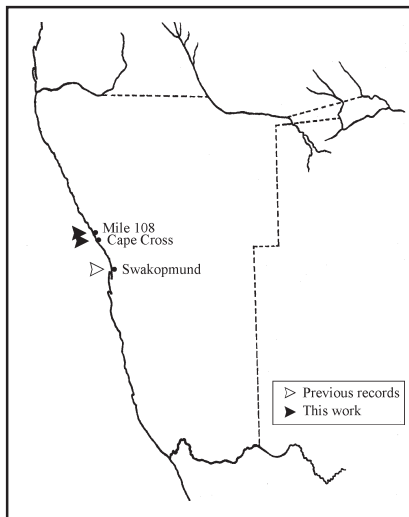 Mile 108
Cape Cross
Swakopmund
Previous records
This work